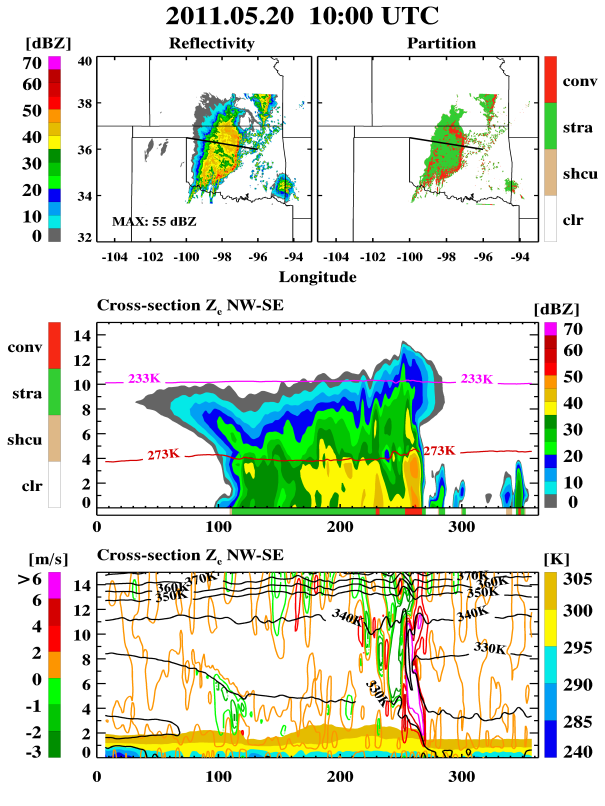 2011.05.20 10:00 UTC
[dBZ] Reflectivity Partition
70
60
50
40
30
20
10
0
40
38
36
34
32
MAX: 55 dBZ
-104 -102 -100 -98 -96 -94
-104 -102 -100 -98 -96 -94
Longitude
conv
stra
shcu
clr
Cross-section Zc NW-SE
[dBZ]
conv
stra
shcu
clr
14
12
10
8
6
4
2
0
233K 233K
273K 273K
0 100 200 300
70
60
50
40
30
20
10
0
[m/s] Cross-section Zc NW-SE [K]
>6
6
4
2
0
-1
-2
-3
14
12
10
8
6
4
2
0
370K 370K
360K 360K
350K 350K
340K 340K
330K 330K
0 100 200 300
305
300
295
290
285
240